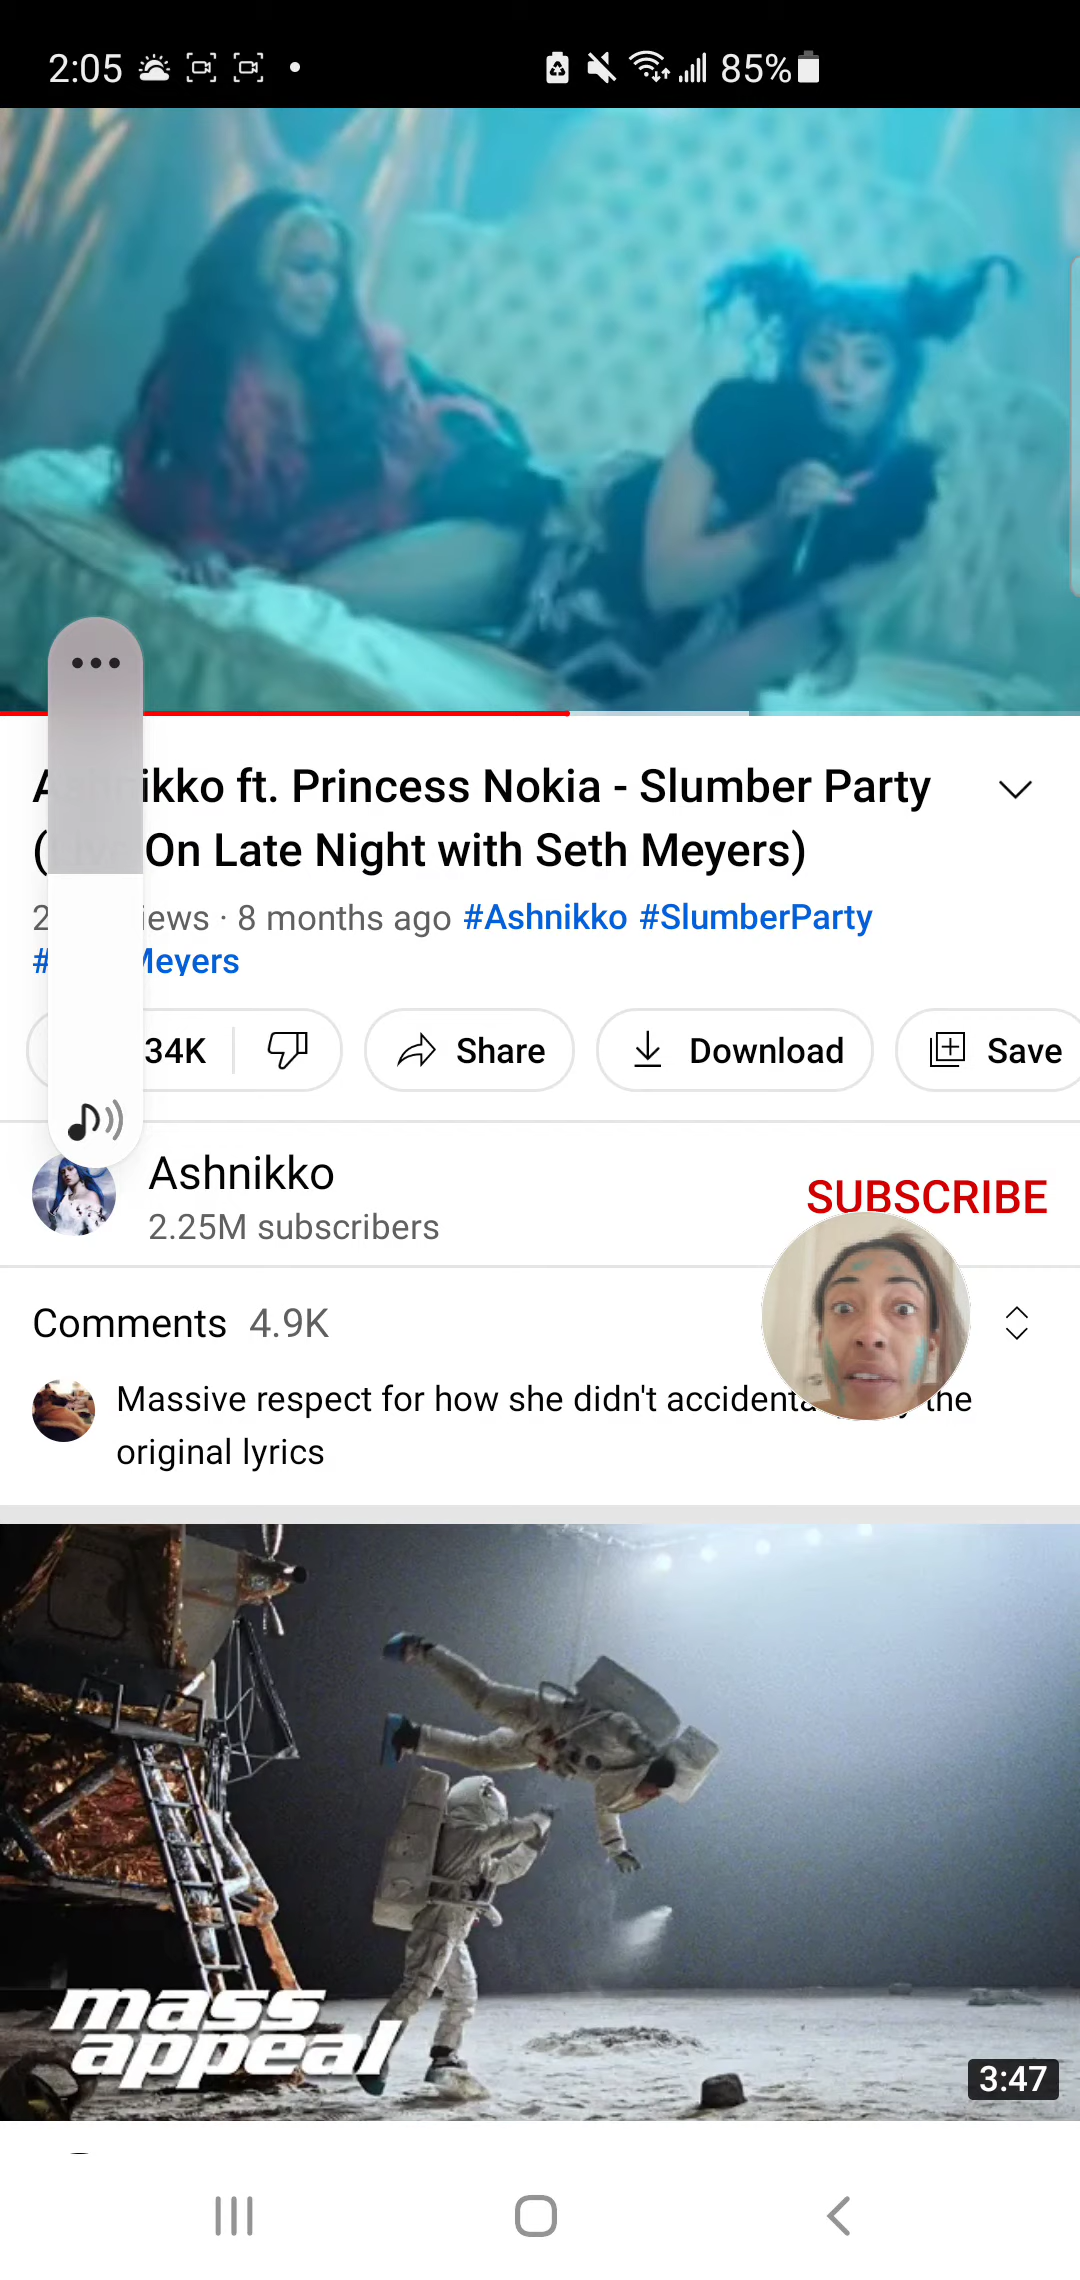 2:05 85%
ikko ft. Princess Nokia - Slumber Party
( On Late Night with Seth Meyers)
2 iews · 8 months ago #Ashnikko #SlumberParty
# Meyers
34K Share Download Save
Ashnikko
2.25M subscribers
SUBSCRIBE
Comments 4.9K
Massive respect for how she didn't the
original lyrics
mass
appeal
3:47